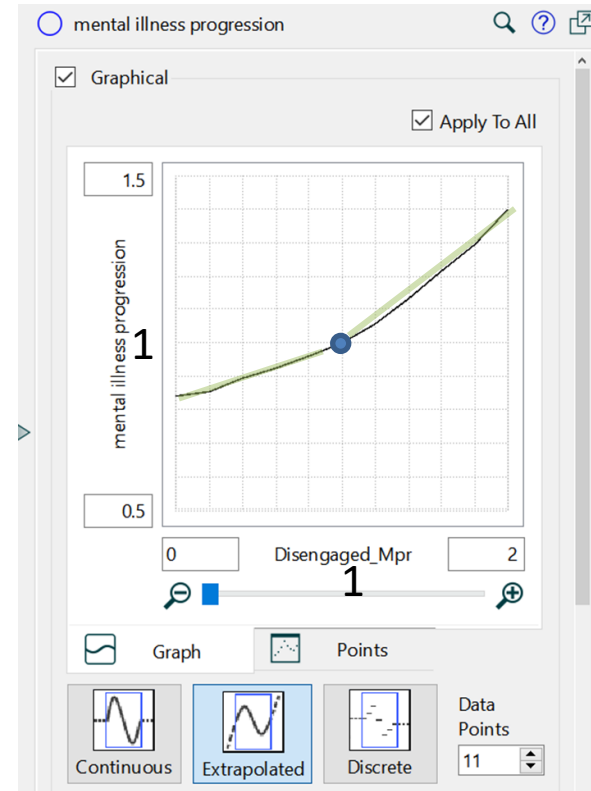 mental illness progression
?
Graphical
Apply To All
1.5
mental illness progression
1
0.5
0
Disengaged_Mpr
2
1
Graph
Points
Continuous
Extrapolated
Discrete
Data
Points
11